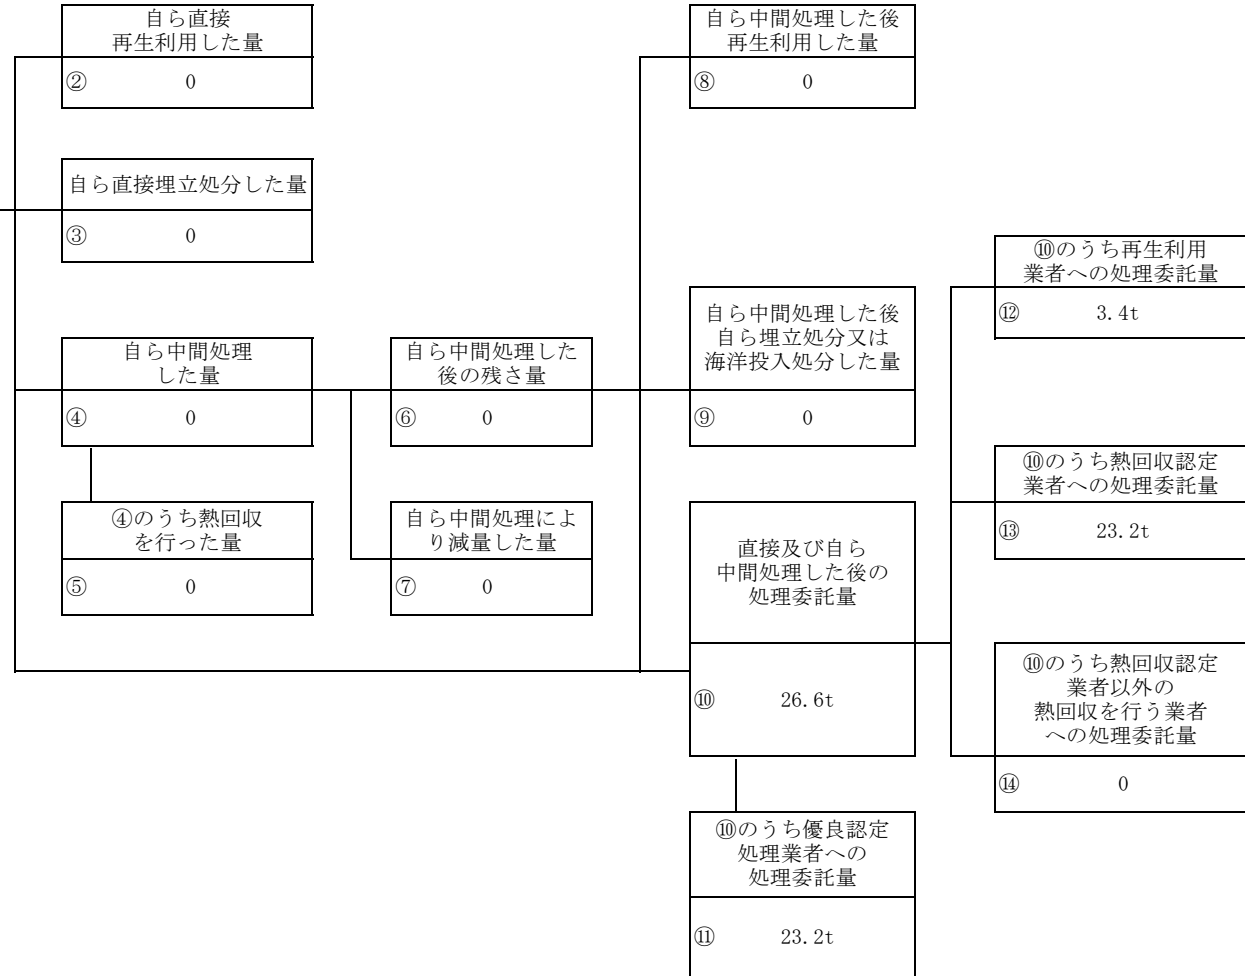 自ら直接
再生利用した量
② 0
自ら直接埋立処分した量
③ 0
自ら中間処理
した量
④ 0
④のうち熱回収
を行った量
⑤ 0
自ら中間処理した
後の残さ量
⑥ 0
自ら中間処理によ
り減量した量
⑦ 0
自ら中間処理した後
再生利用した量
⑧ 0
自ら中間処理した後
自ら埋立処分又は
海洋投入処分した量
⑨ 0
直接及び自ら
中間処理した後の
処理委託量
⑩ 26.6t
⑩のうち優良認定
処理業者への
処理委託量
⑪ 23.2t
⑩のうち再生利用
業者への処理委託量
⑫ 3.4t
⑩のうち熱回収認定
業者への処理委託量
⑬ 23.2t
⑩のうち熱回収認定
業者以外の
熱回収を行う業者
への処理委託量
⑭ 0